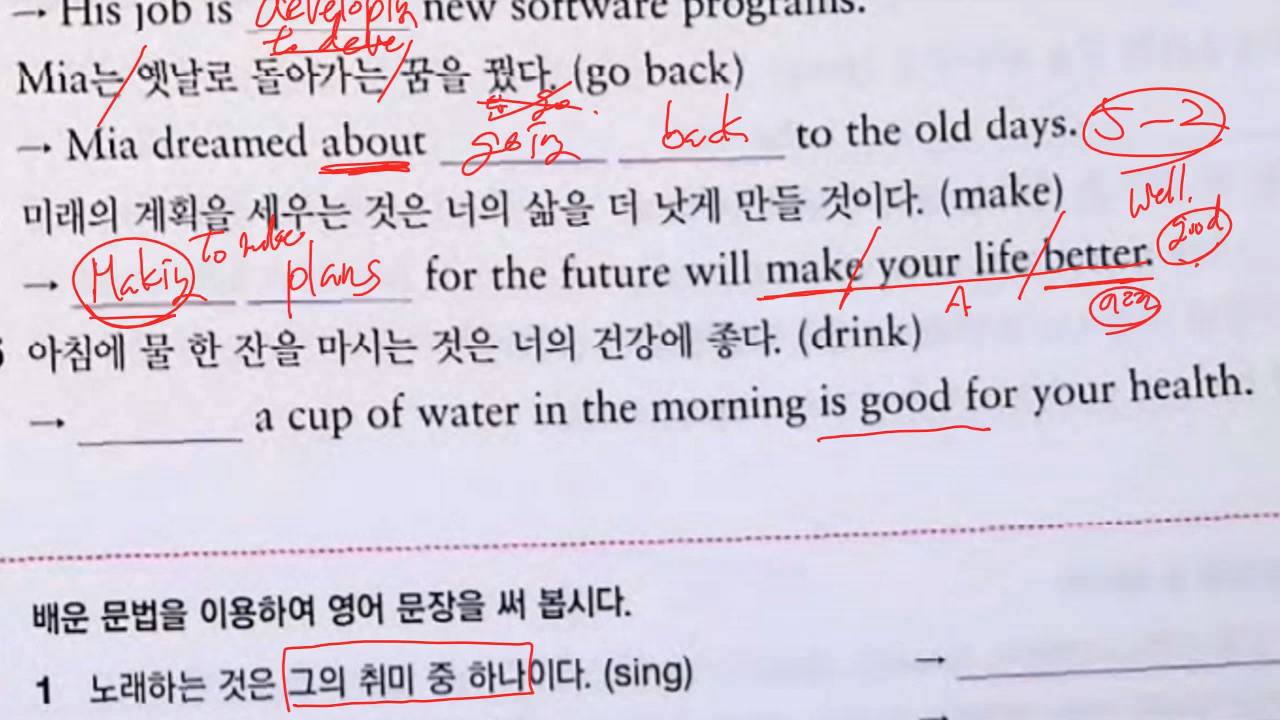 → His job is developing new software programs.
to deve
Mia는 옛날로 돌아가는 꿈을 꿨다. (go back)
to go
→ Mia dreamed about going back to the old days. 5-2
미래의 계획을 세우는 것은 너의 삶을 더 낫게 만들 것이다. (make) well.
to make good
→ Making plans for the future will make your life better.
A
아침에 물 한 잔을 마시는 것은 너의 건강에 좋다. (drink)
→ a cup of water in the morning is good for your health.
배운 문법을 이용하여 영어 문장을 써 봅시다.
1 노래하는 것은 그의 취미 중 하나이다. (sing) →